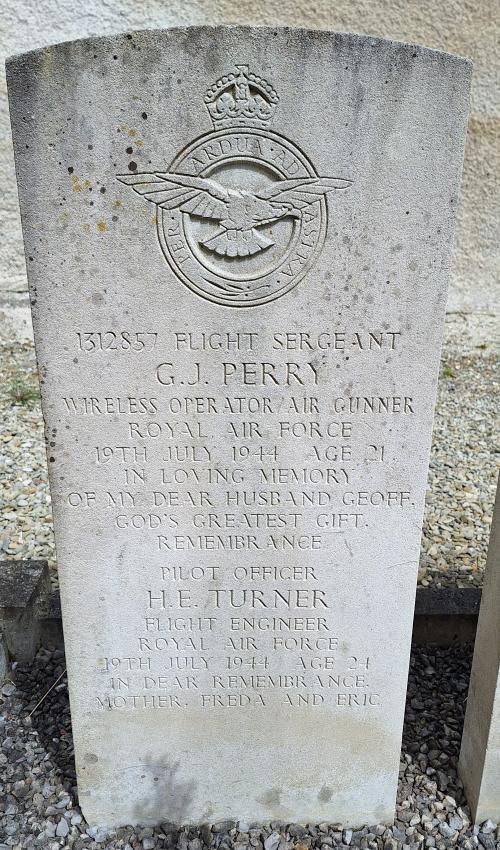 PER ARDUA AD ASTRA
1312857 FLIGHT SERGEANT
G.J. PERRY
WIRELESS OPERATOR/AIR GUNNER
ROYAL AIR FORCE
19TH JULY 1944 AGE 21
IN LOVING MEMORY
OF MY DEAR HUSBAND GEOFF.
GOD'S GREATEST GIFT,
REMEMBRANCE
PILOT OFFICER
H.E. TURNER
FLIGHT ENGINEER
ROYAL AIR FORCE
19TH JULY 1944 AGE 24
IN DEAR REMEMBRANCE.
MOTHER, FREDA AND ERIC